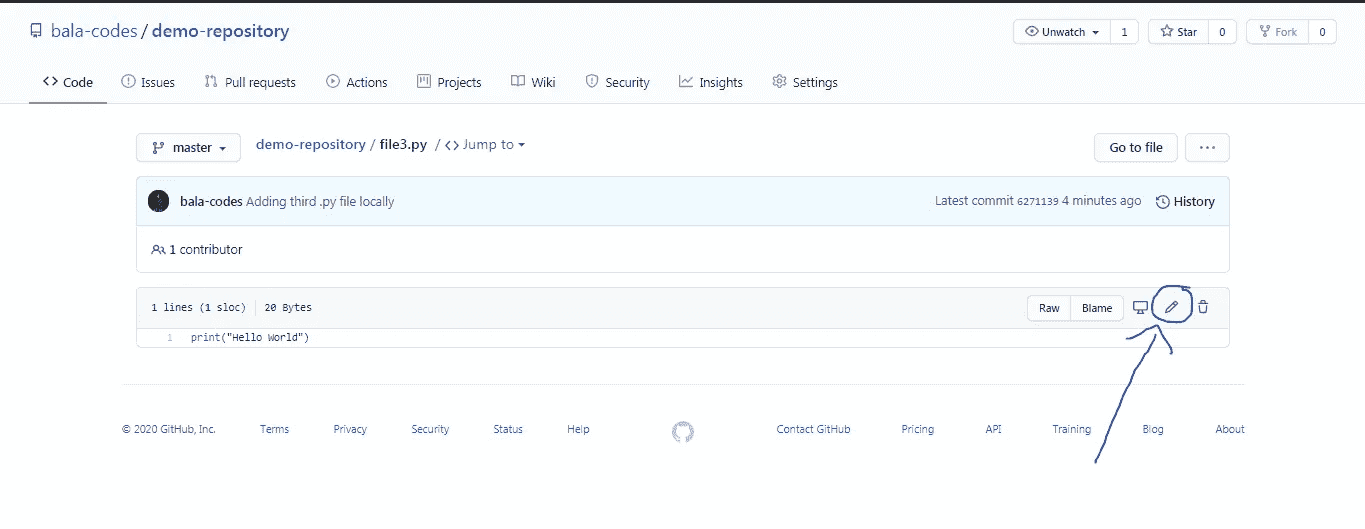 bala-codes / demo-repository
Unwatch 1 Star 0 Fork 0
Code Issues Pull requests Actions Projects Wiki Security Insights Settings
master demo-repository / file3.py / <> Jump to Go to file ...
bala-codes Adding third .py file locally Latest commit 6271139 4 minutes ago History
1 contributor
1 lines (1 sloc) 20 Bytes Raw Blame
1 print("Hello World")
© 2020 GitHub, Inc. Terms Privacy Security Status Help Contact GitHub Pricing API Training Blog About